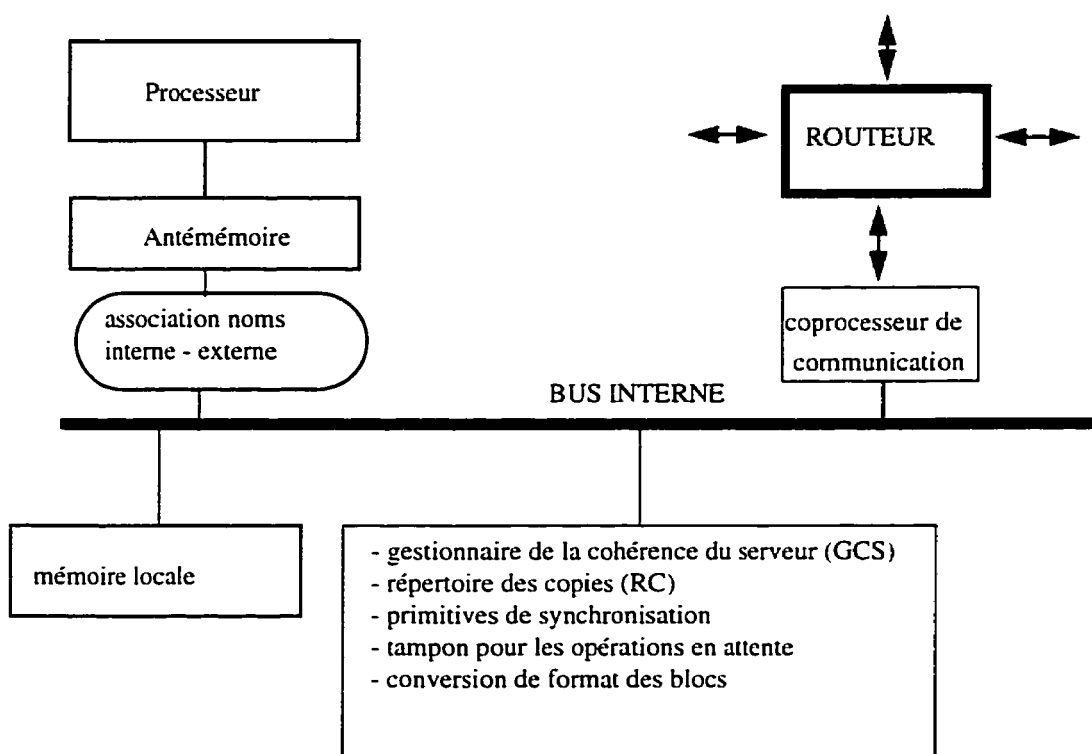 Processeur
ROUTEUR
Antémémoire
association noms
interne - externe
coprocesseur de
communication
BUS INTERNE
mémoire locale
- gestionnaire de la cohérence du serveur (GCS)
- répertoire des copies (RC)
- primitives de synchronisation
- tampon pour les opérations en attente
- conversion de format des blocs